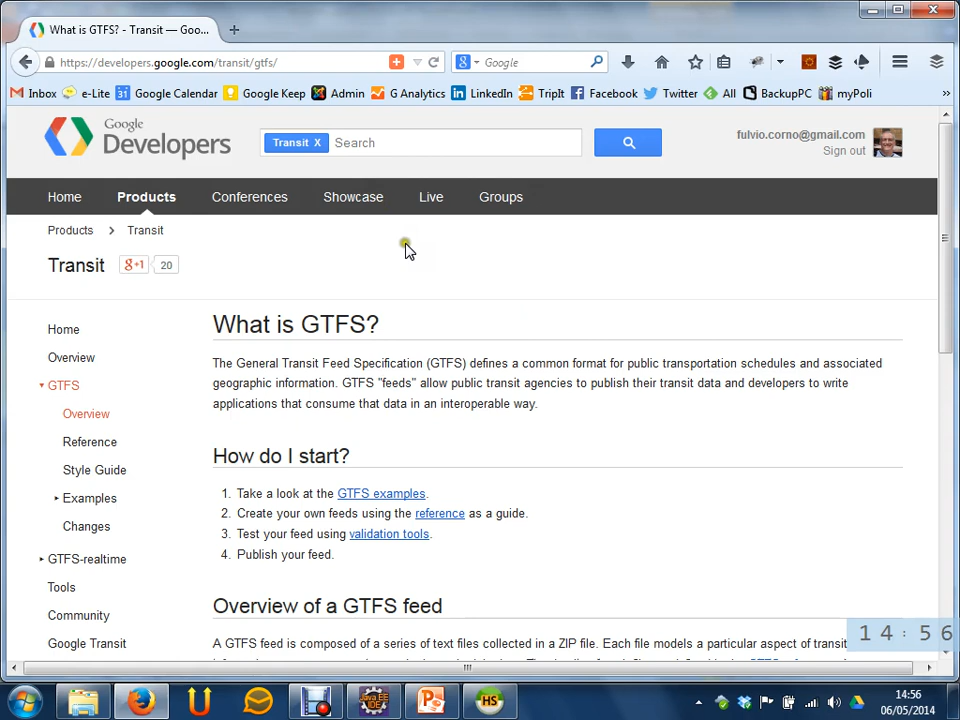 What is GTFS? - Transit — Goo...
https://developers.google.com/transit/gtfs/
Google
Inbox e-Lite 31 Google Calendar Google Keep Admin G Analytics LinkedIn TripIt Facebook Twitter All BackupPC myPoli »
Google Developers
Transit X Search
fulvio.corno@gmail.com
Sign out
Home Products Conferences Showcase Live Groups
Products Transit
Transit g+1 20
Home
Overview
GTFS
Overview
Reference
Style Guide
Examples
Changes
GTFS-realtime
Tools
Community
Google Transit
What is GTFS?
The General Transit Feed Specification (GTFS) defines a common format for public transportation schedules and associated
geographic information. GTFS "feeds" allow public transit agencies to publish their transit data and developers to write
applications that consume that data in an interoperable way.
How do I start?
1. Take a look at the GTFS examples.
2. Create your own feeds using the reference as a guide.
3. Test your feed using validation tools.
4. Publish your feed.
Overview of a GTFS feed
A GTFS feed is composed of a series of text files collected in a ZIP file. Each file models a particular aspect of transit
14:56
Java EE IDE
HS
14:56
06/05/2014